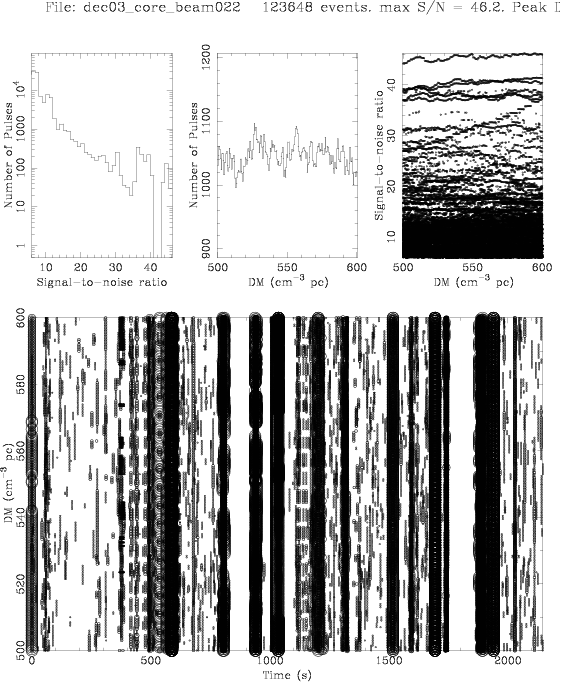 File: dec03_core_beam022 123648 events. max S/N = 46.2. Peak D
Number of Pulses
1 10 100 1000 10⁴
10 20 30 40
Signal-to-noise ratio
Number of Pulses
900 1000 1100 1200
500 550 600
DM (cm⁻³ pc)
Signal-to-noise ratio
10 20 30 40
500 550 600
DM (cm⁻³ pc)
DM (cm⁻³ pc)
500 520 540 560 580 600
0 500 1000 1500 2000
Time (s)